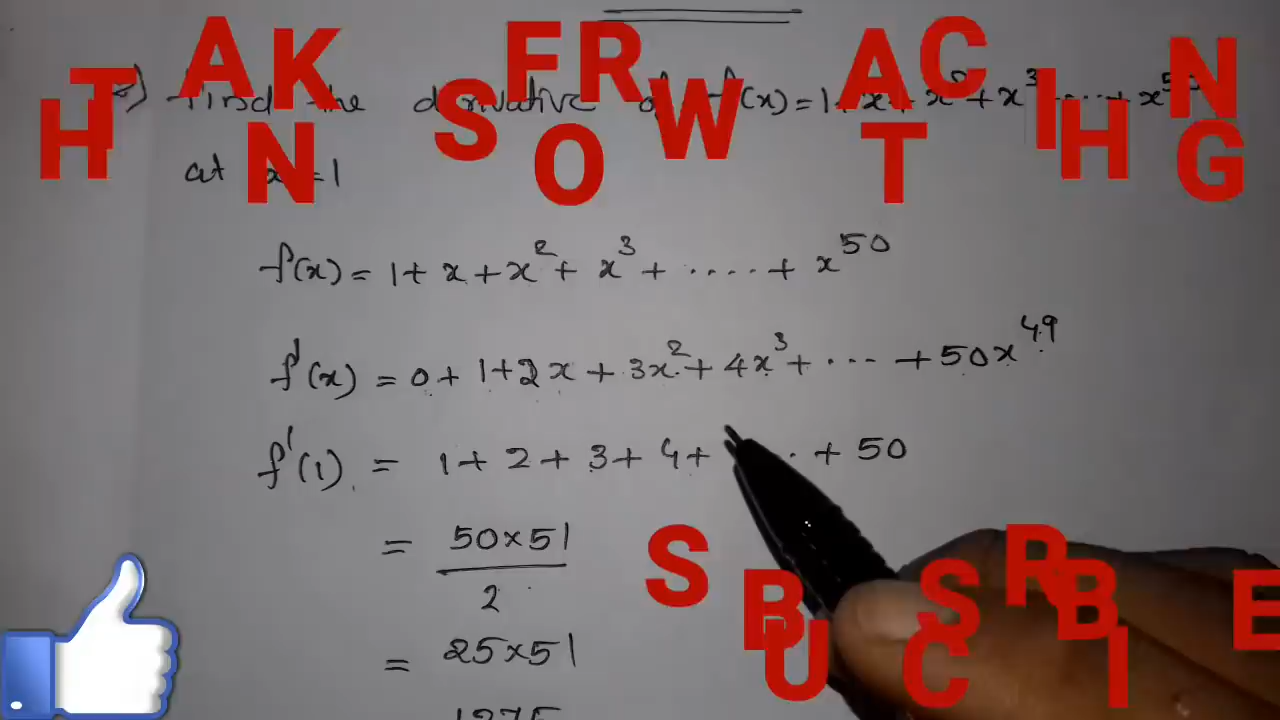 THANKS FOR WATCHING
Find the derivative of f(x) = 1 + x + x² + x³ + .... + x⁵⁰
at x = 1
f(x) = 1 + x + x² + x³ + ..... + x⁵⁰
f'(x) = 0 + 1 + 2x + 3x² + 4x³ + .... + 50x⁴⁹
f'(1) = 1 + 2 + 3 + 4 + .. + 50
= 50 × 51 / 2
= 25 × 51
1275
SUBSCRIBE